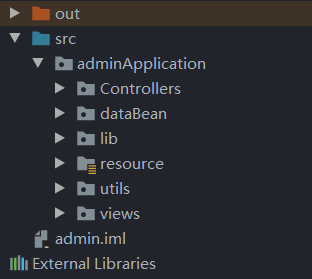 out
src
adminApplication
Controllers
dataBean
lib
resource
utils
views
admin.iml
External Libraries